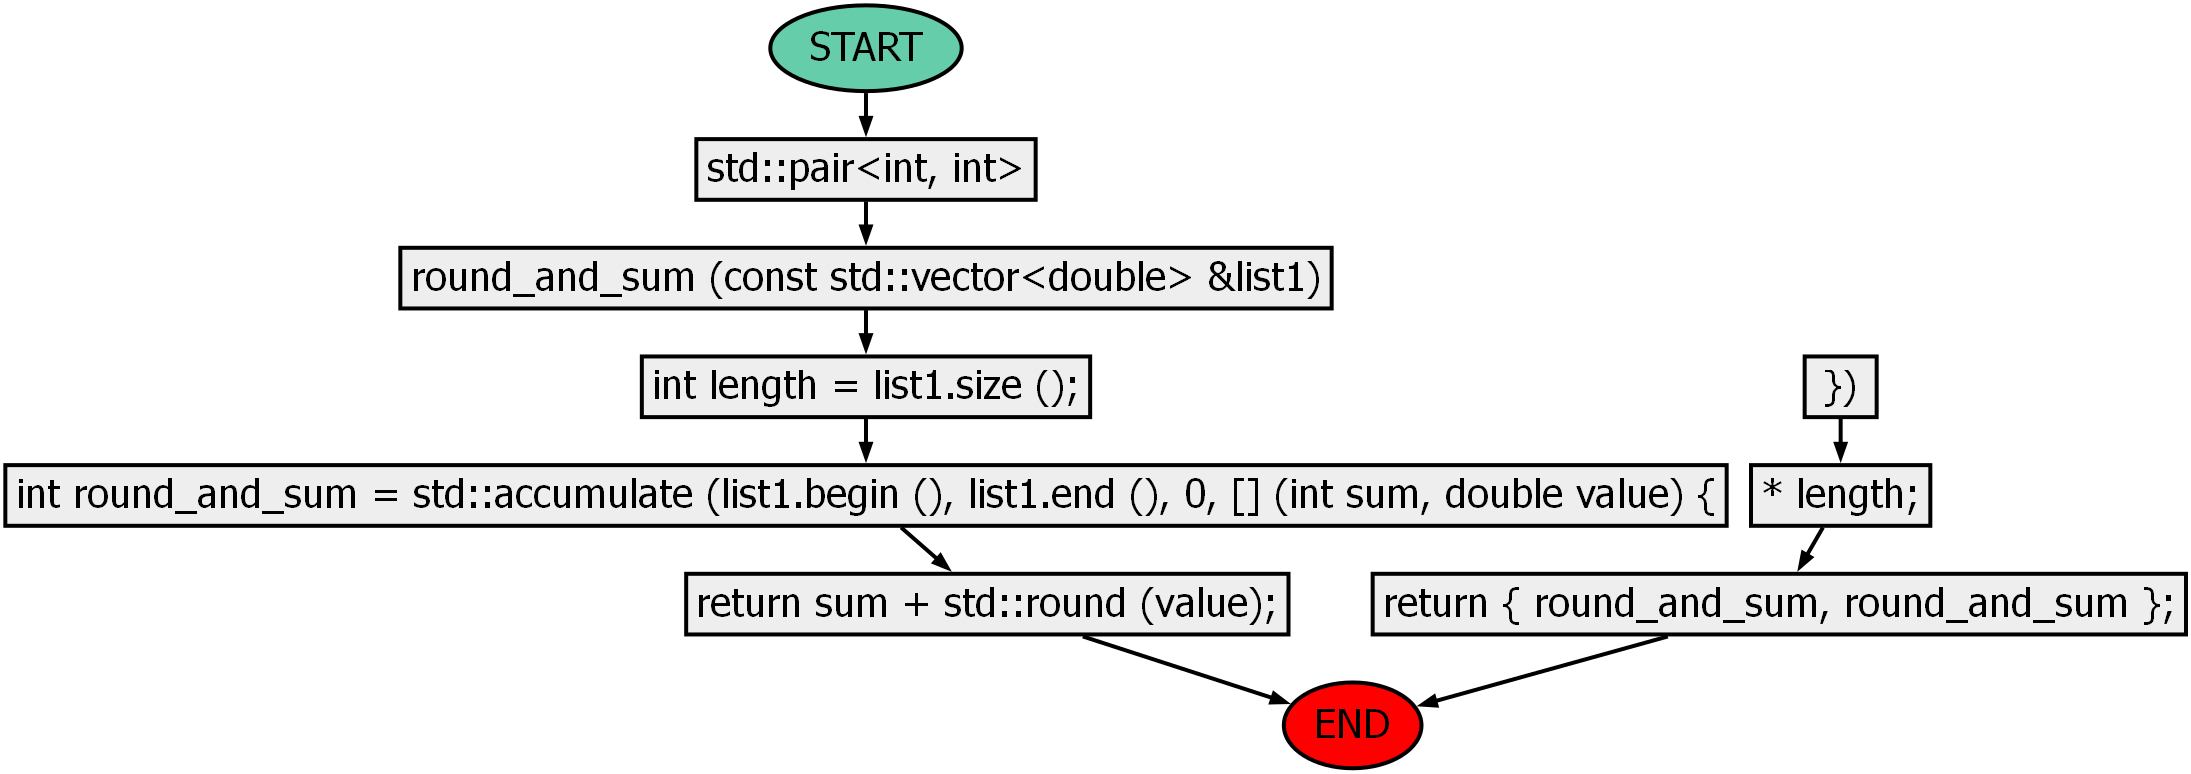 START
std::pair<int, int>
round_and_sum (const std::vector<double> &list1)
int length = list1.size ();
})
int round_and_sum = std::accumulate (list1.begin (), list1.end (), 0, [] (int sum, double value) {
* length;
return sum + std::round (value);
return { round_and_sum, round_and_sum };
END